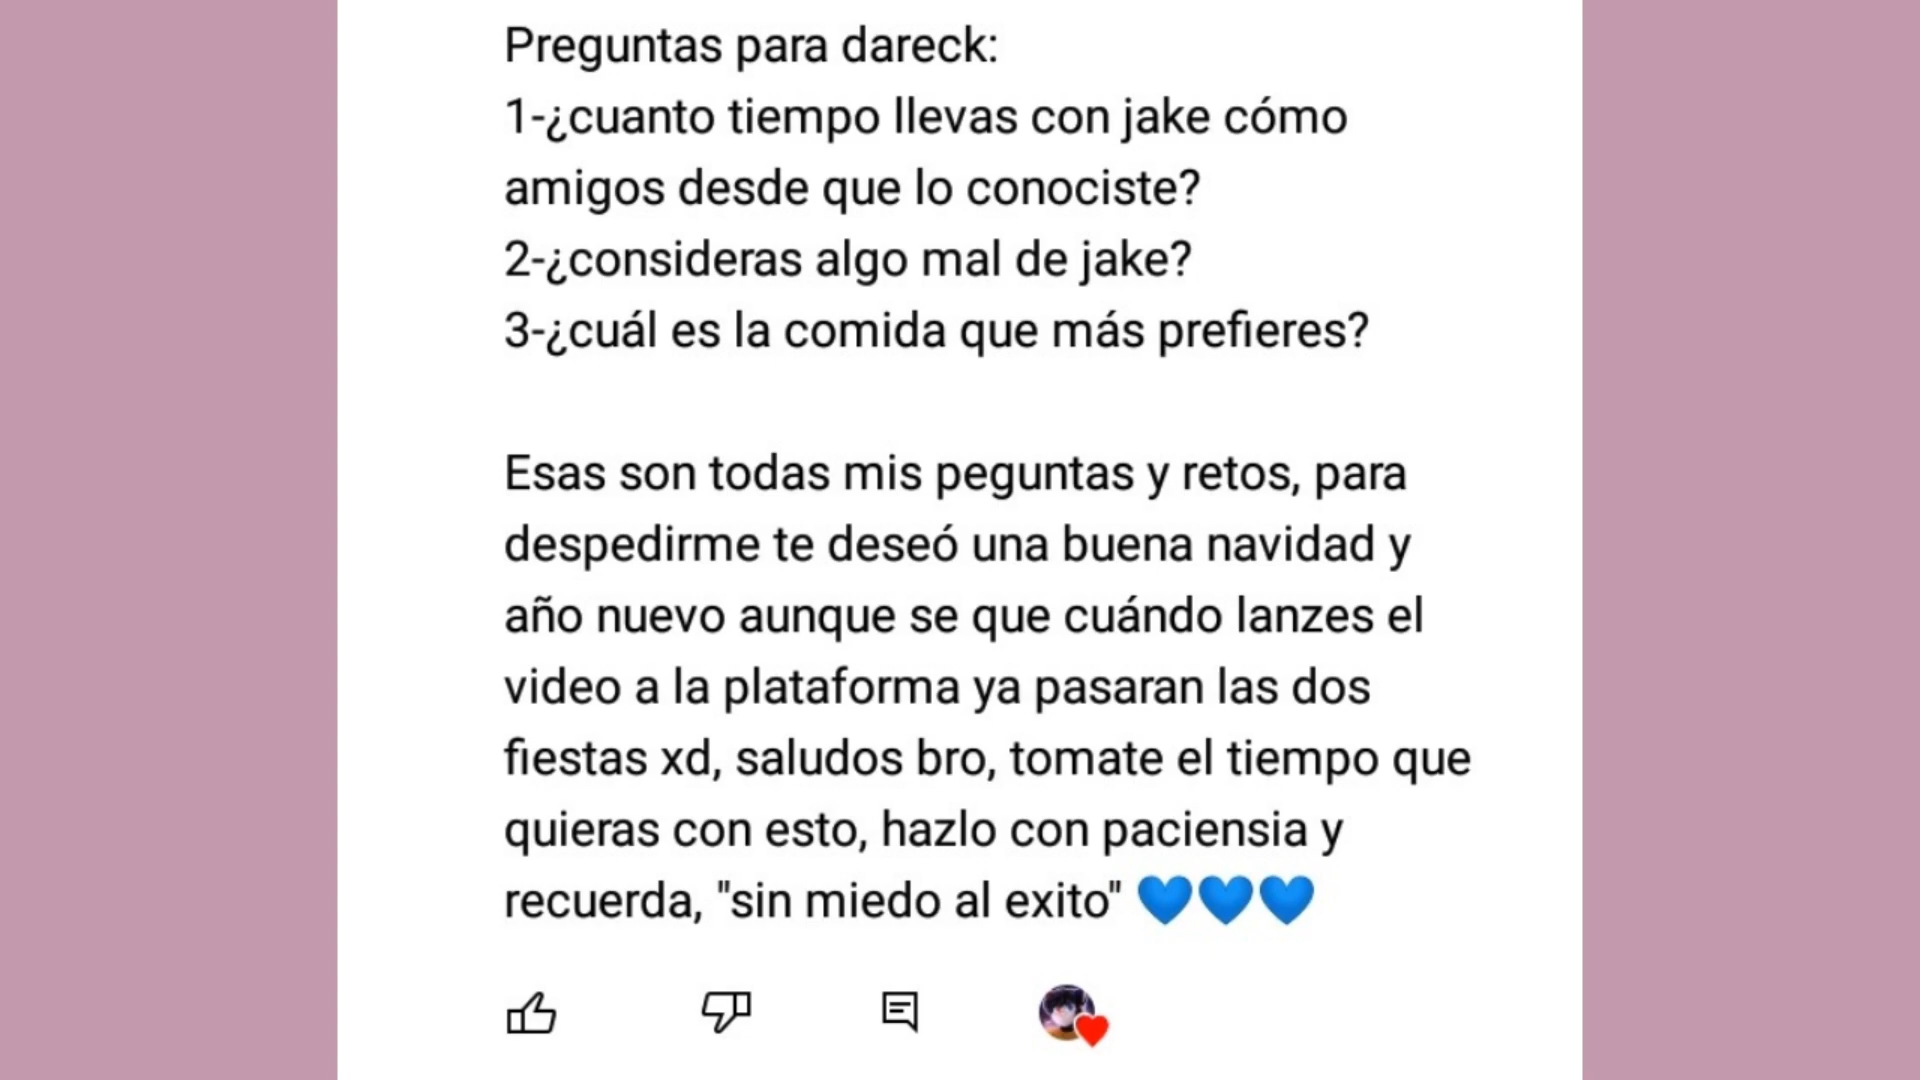 Preguntas para dareck:
1-¿cuanto tiempo llevas con jake cómo
amigos desde que lo conociste?
2-¿consideras algo mal de jake?
3-¿cuál es la comida que más prefieres?
Esas son todas mis peguntas y retos, para
despedirme te deseó una buena navidad y
año nuevo aunque se que cuándo lanzes el
video a la plataforma ya pasaran las dos
fiestas xd, saludos bro, tomate el tiempo que
quieras con esto, hazlo con paciensia y
recuerda, "sin miedo al exito" 💙💙💙